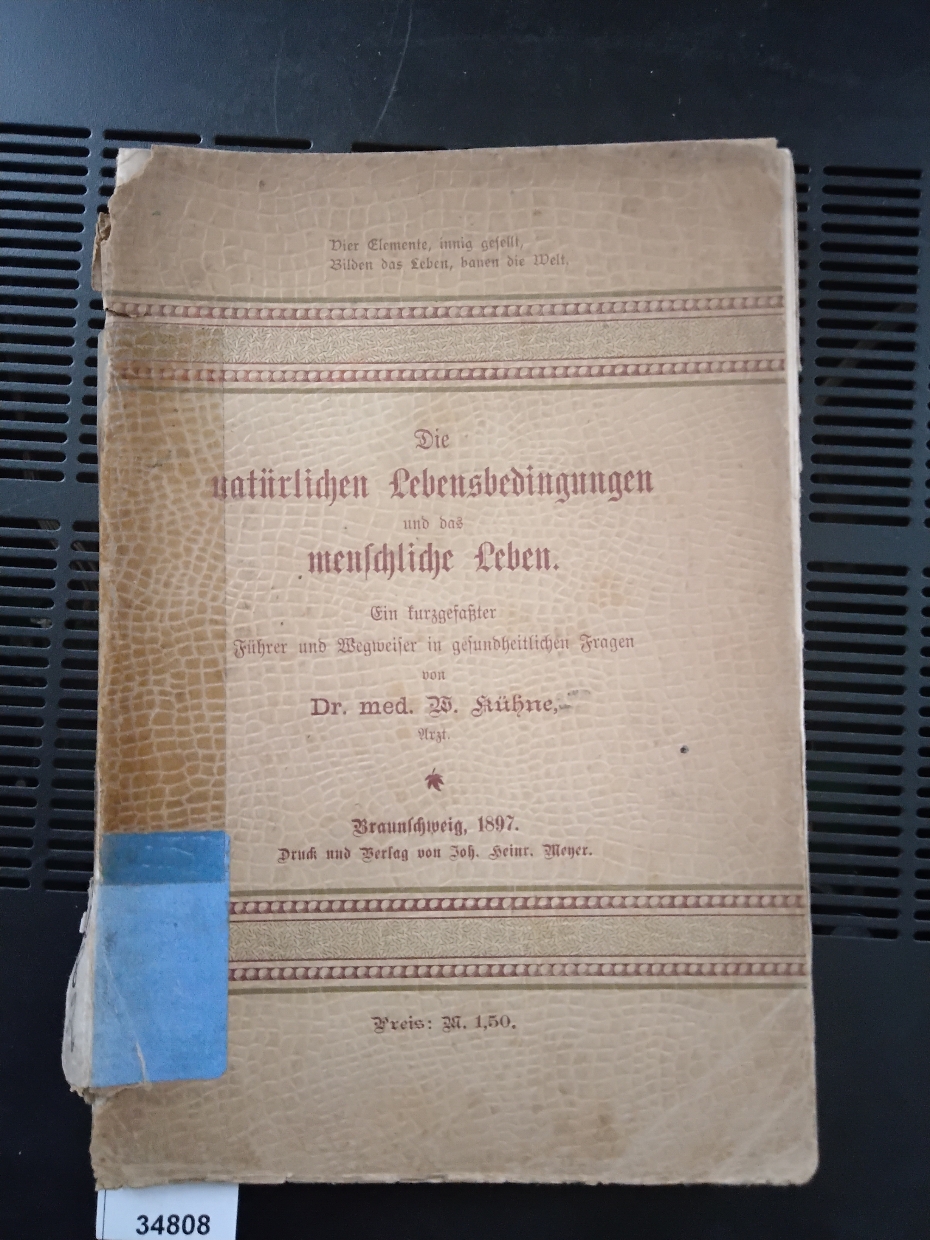 Vier Elemente, innig gesellt,
Bilden das Leben, bauen die Welt.
Die
natürlichen Lebensbedingungen
und das
menschliche Leben.
Ein kurzgefaßter
Führer und Wegweiser in gesundheitlichen Fragen
von
Dr. med. W. Kühne,
Arzt.
Braunschweig, 1897.
Druck und Verlag von Joh. Heinr. Meyer.
Preis: M. 1,50.
34808